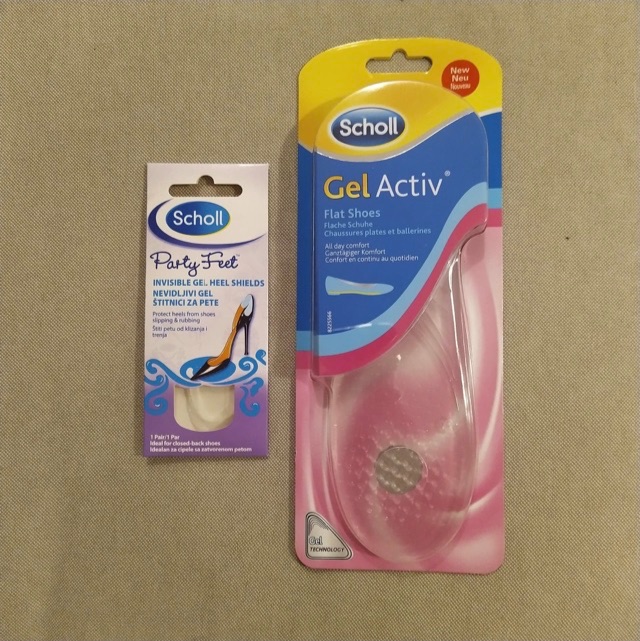 Scholl
Party Feet™
INVISIBLE GEL HEEL SHIELDS
NEVIDLJIVI GEL
ŠTITNICI ZA PETE
Protect heels from shoes
slipping & rubbing
Štiti petu od klizanja i
trenja
1 Pair/1 Par
Ideal for closed-back shoes
Idealan za cipele sa zatvorenom petom
New
Neu
Nouveau
Scholl
Gel Activ®
Flat Shoes
Flache Schuhe
Chaussures plates et ballerines
All day comfort
Ganztägiger Komfort
Confort en continu au quotidien
Gel
TECHNOLOGY